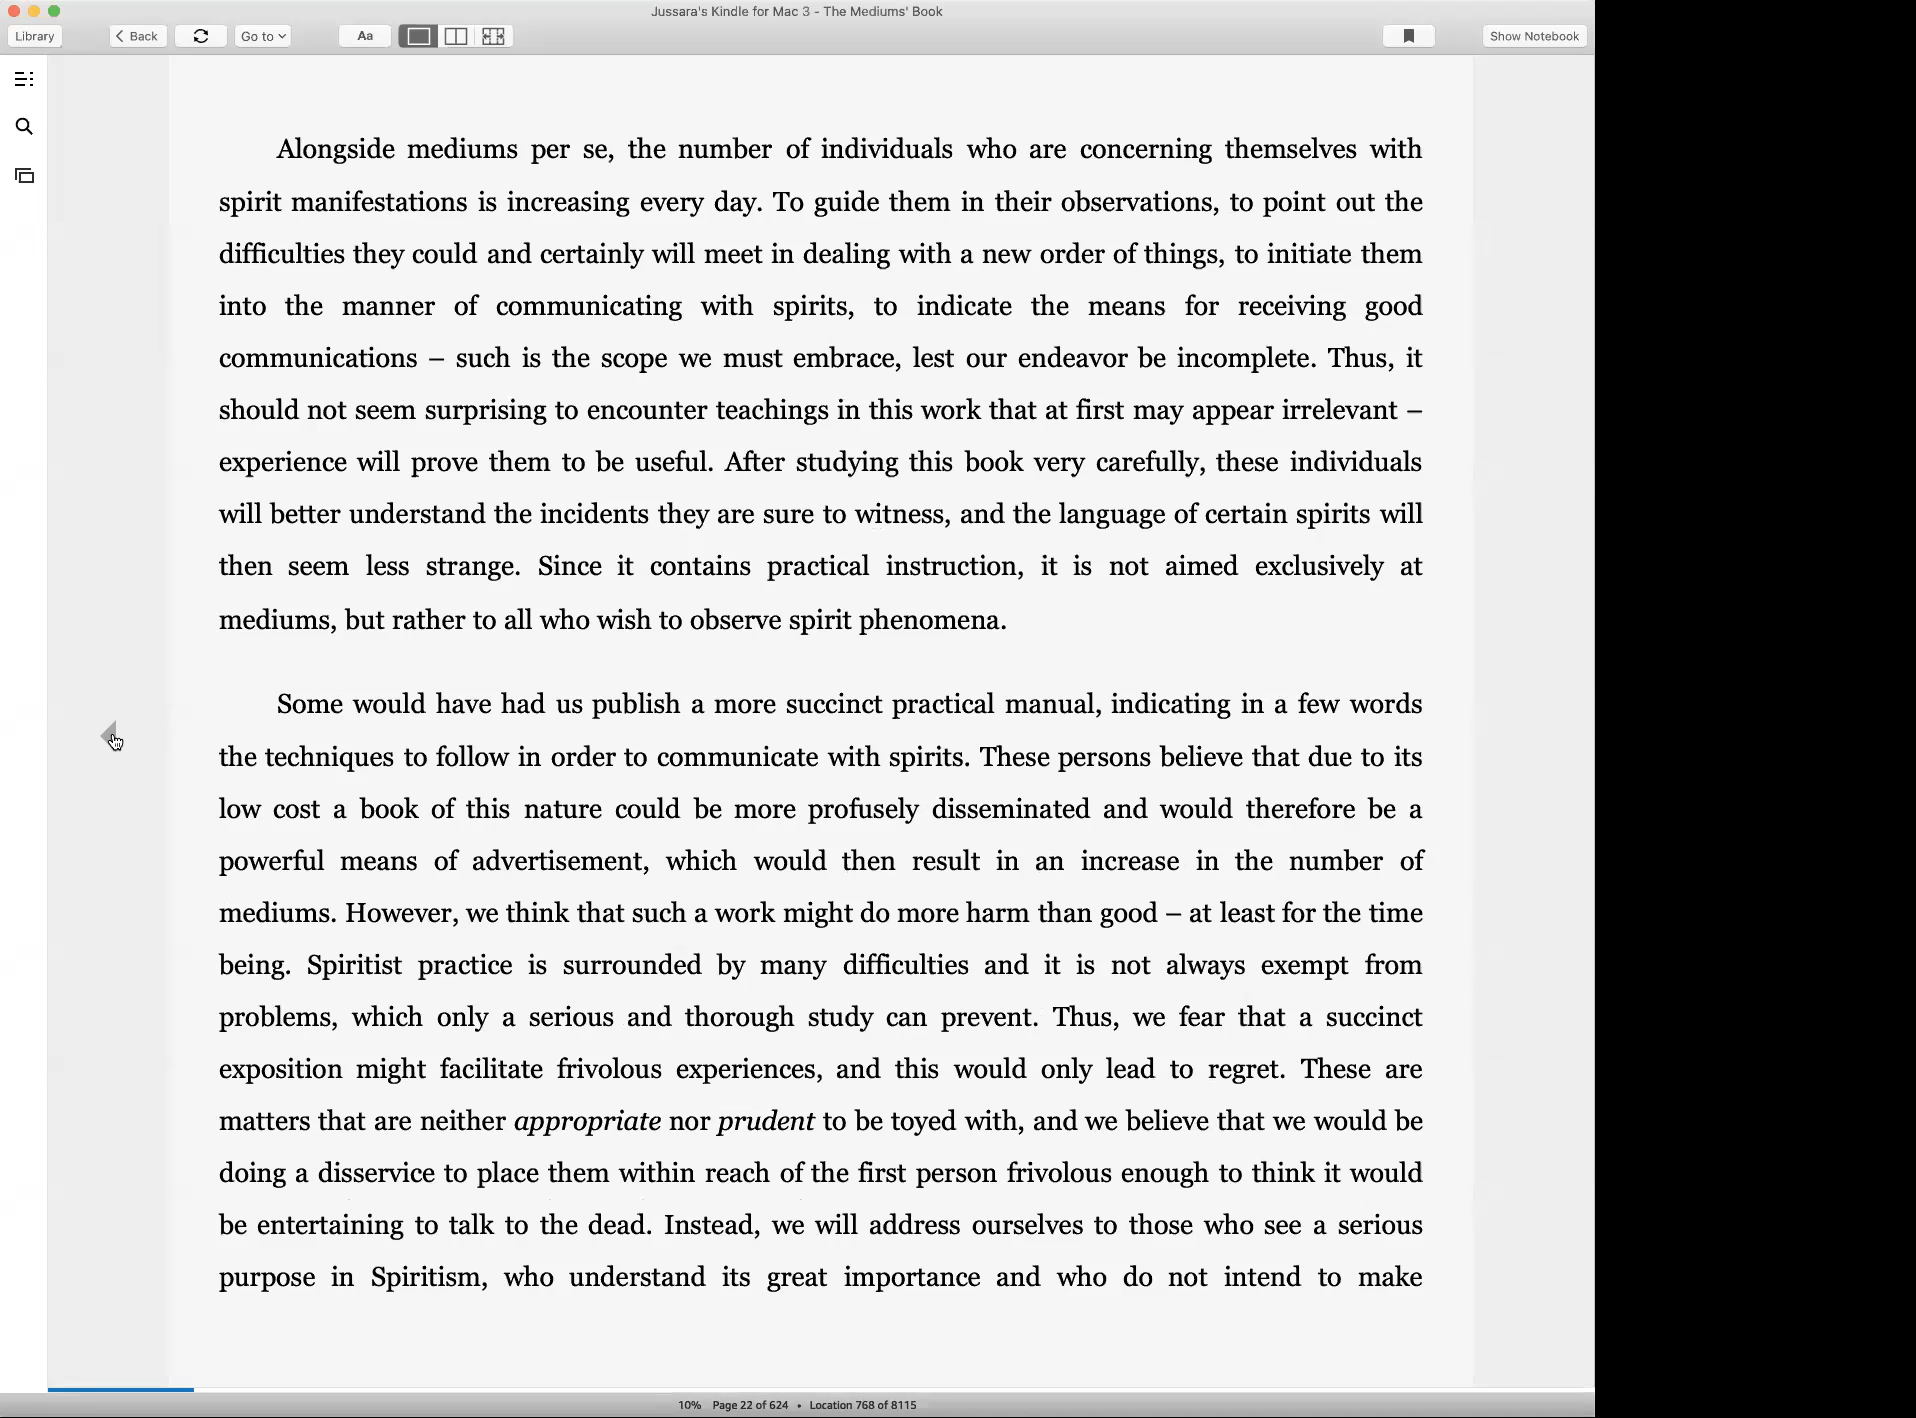 Jussara's Kindle for Mac 3 - The Mediums' Book
Library
Back
Go to
Aa
Show Notebook
Alongside mediums per se, the number of individuals who are concerning themselves with
spirit manifestations is increasing every day. To guide them in their observations, to point out the
difficulties they could and certainly will meet in dealing with a new order of things, to initiate them
into the manner of communicating with spirits, to indicate the means for receiving good
communications – such is the scope we must embrace, lest our endeavor be incomplete. Thus, it
should not seem surprising to encounter teachings in this work that at first may appear irrelevant –
experience will prove them to be useful. After studying this book very carefully, these individuals
will better understand the incidents they are sure to witness, and the language of certain spirits will
then seem less strange. Since it contains practical instruction, it is not aimed exclusively at
mediums, but rather to all who wish to observe spirit phenomena.
Some would have had us publish a more succinct practical manual, indicating in a few words
the techniques to follow in order to communicate with spirits. These persons believe that due to its
low cost a book of this nature could be more profusely disseminated and would therefore be a
powerful means of advertisement, which would then result in an increase in the number of
mediums. However, we think that such a work might do more harm than good – at least for the time
being. Spiritist practice is surrounded by many difficulties and it is not always exempt from
problems, which only a serious and thorough study can prevent. Thus, we fear that a succinct
exposition might facilitate frivolous experiences, and this would only lead to regret. These are
matters that are neither appropriate nor prudent to be toyed with, and we believe that we would be
doing a disservice to place them within reach of the first person frivolous enough to think it would
be entertaining to talk to the dead. Instead, we will address ourselves to those who see a serious
purpose in Spiritism, who understand its great importance and who do not intend to make
10% Page 22 of 624 • Location 768 of 8115